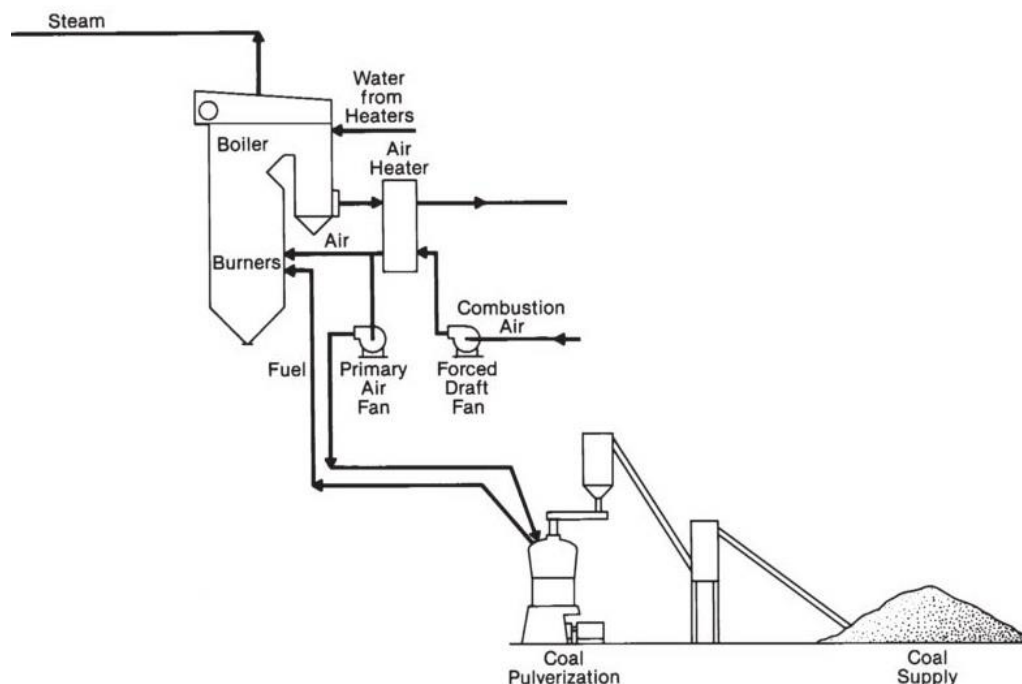 Steam
Water
from
Heaters
Boiler
Air
Heater
Air
Burners
Combustion
Air
Fuel
Primary
Air
Fan
Forced
Draft
Fan
Coal
Pulverization
Coal
Supply